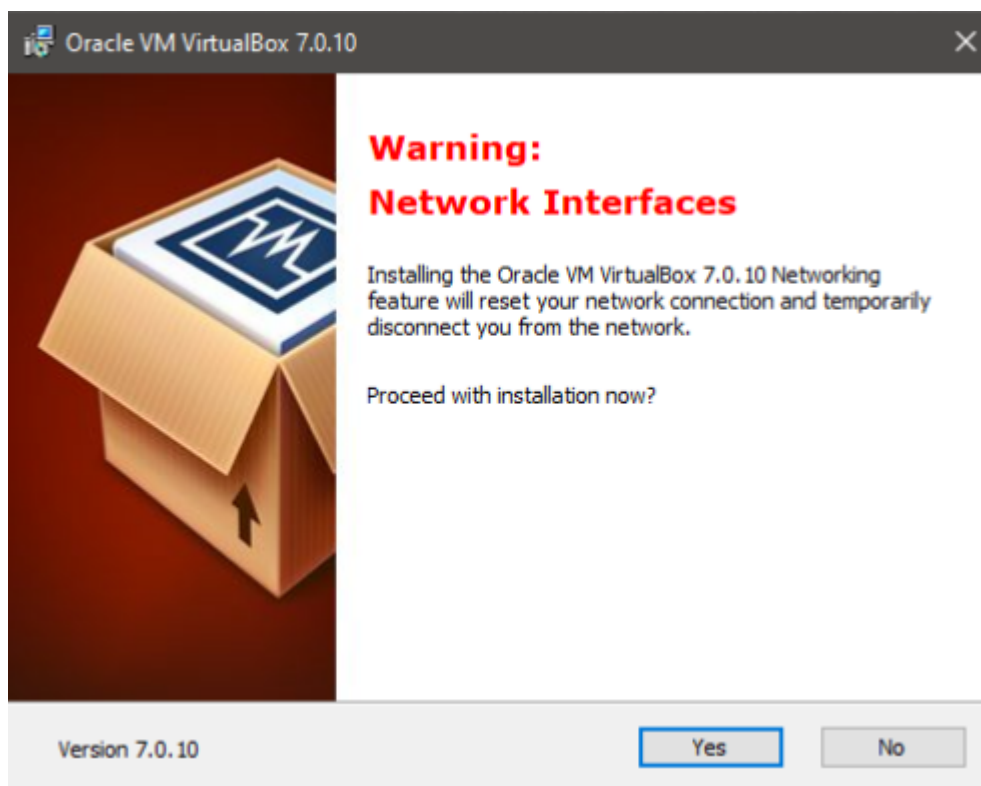 Oracle VM VirtualBox 7.0.10
Warning:
Network Interfaces
Installing the Oracle VM VirtualBox 7.0.10 Networking
feature will reset your network connection and temporarily
disconnect you from the network.
Proceed with installation now?
Version 7.0.10
Yes
No